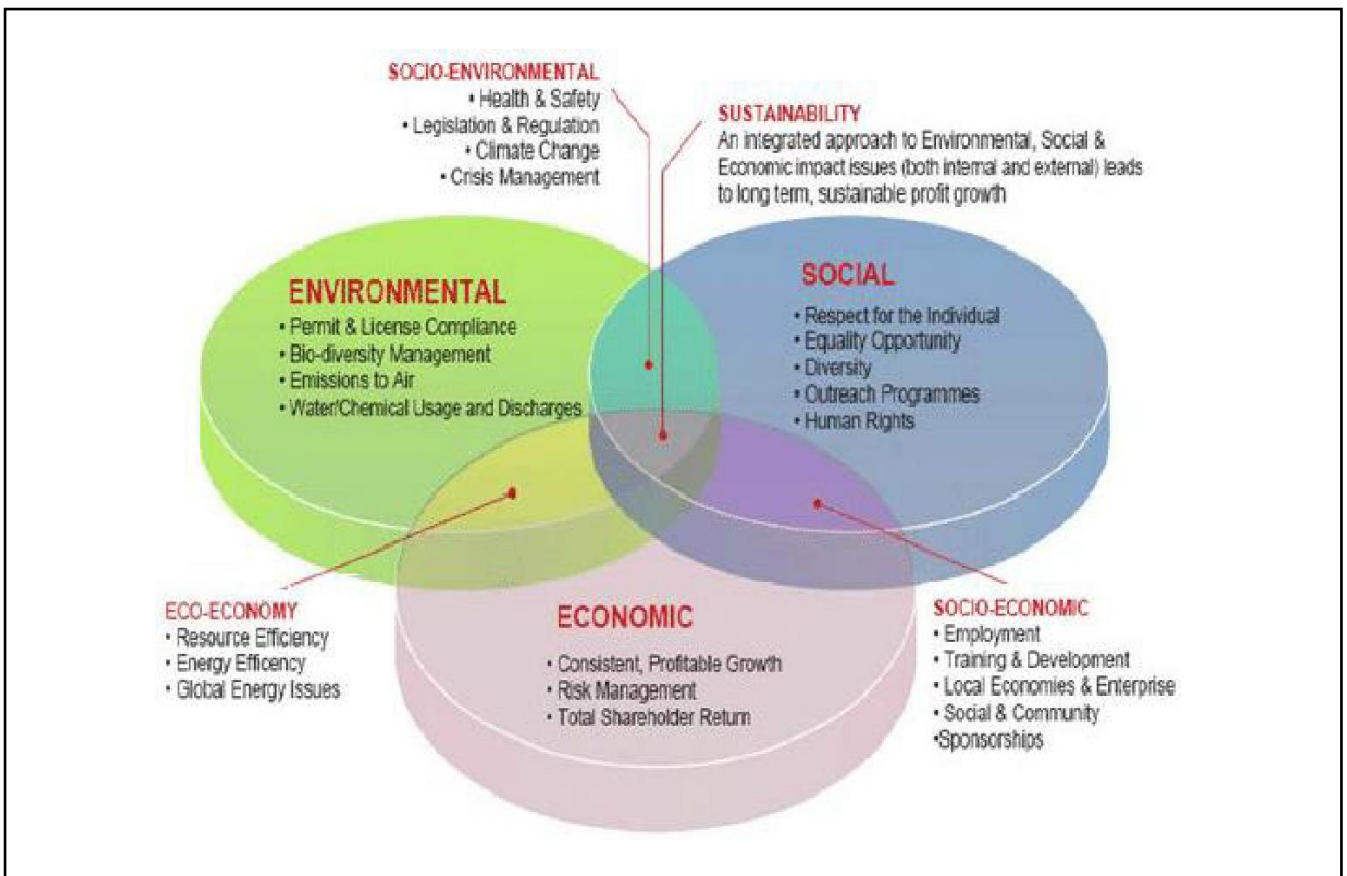 SOCIO-ENVIRONMENTAL
• Health & Safety
• Legislation & Regulation
• Climate Change
• Crisis Management
SUSTAINABILITY
An integrated approach to Environmental, Social &
Economic impact issues (both internal and external) leads
to long term, sustainable profit growth
ENVIRONMENTAL
• Permit & License Compliance
• Bio-diversity Management
• Emissions to Air
• Water/Chemical Usage and Discharges
SOCIAL
• Respect for the Individual
• Equality Opportunity
• Diversity
• Outreach Programmes
• Human Rights
ECO-ECONOMY
• Resource Efficiency
• Energy Efficency
• Global Energy Issues
ECONOMIC
• Consistent, Profitable Growth
• Risk Management
• Total Shareholder Return
SOCIO-ECONOMIC
• Employment
• Training & Development
• Local Economies & Enterprise
• Social & Community
•Sponsorships